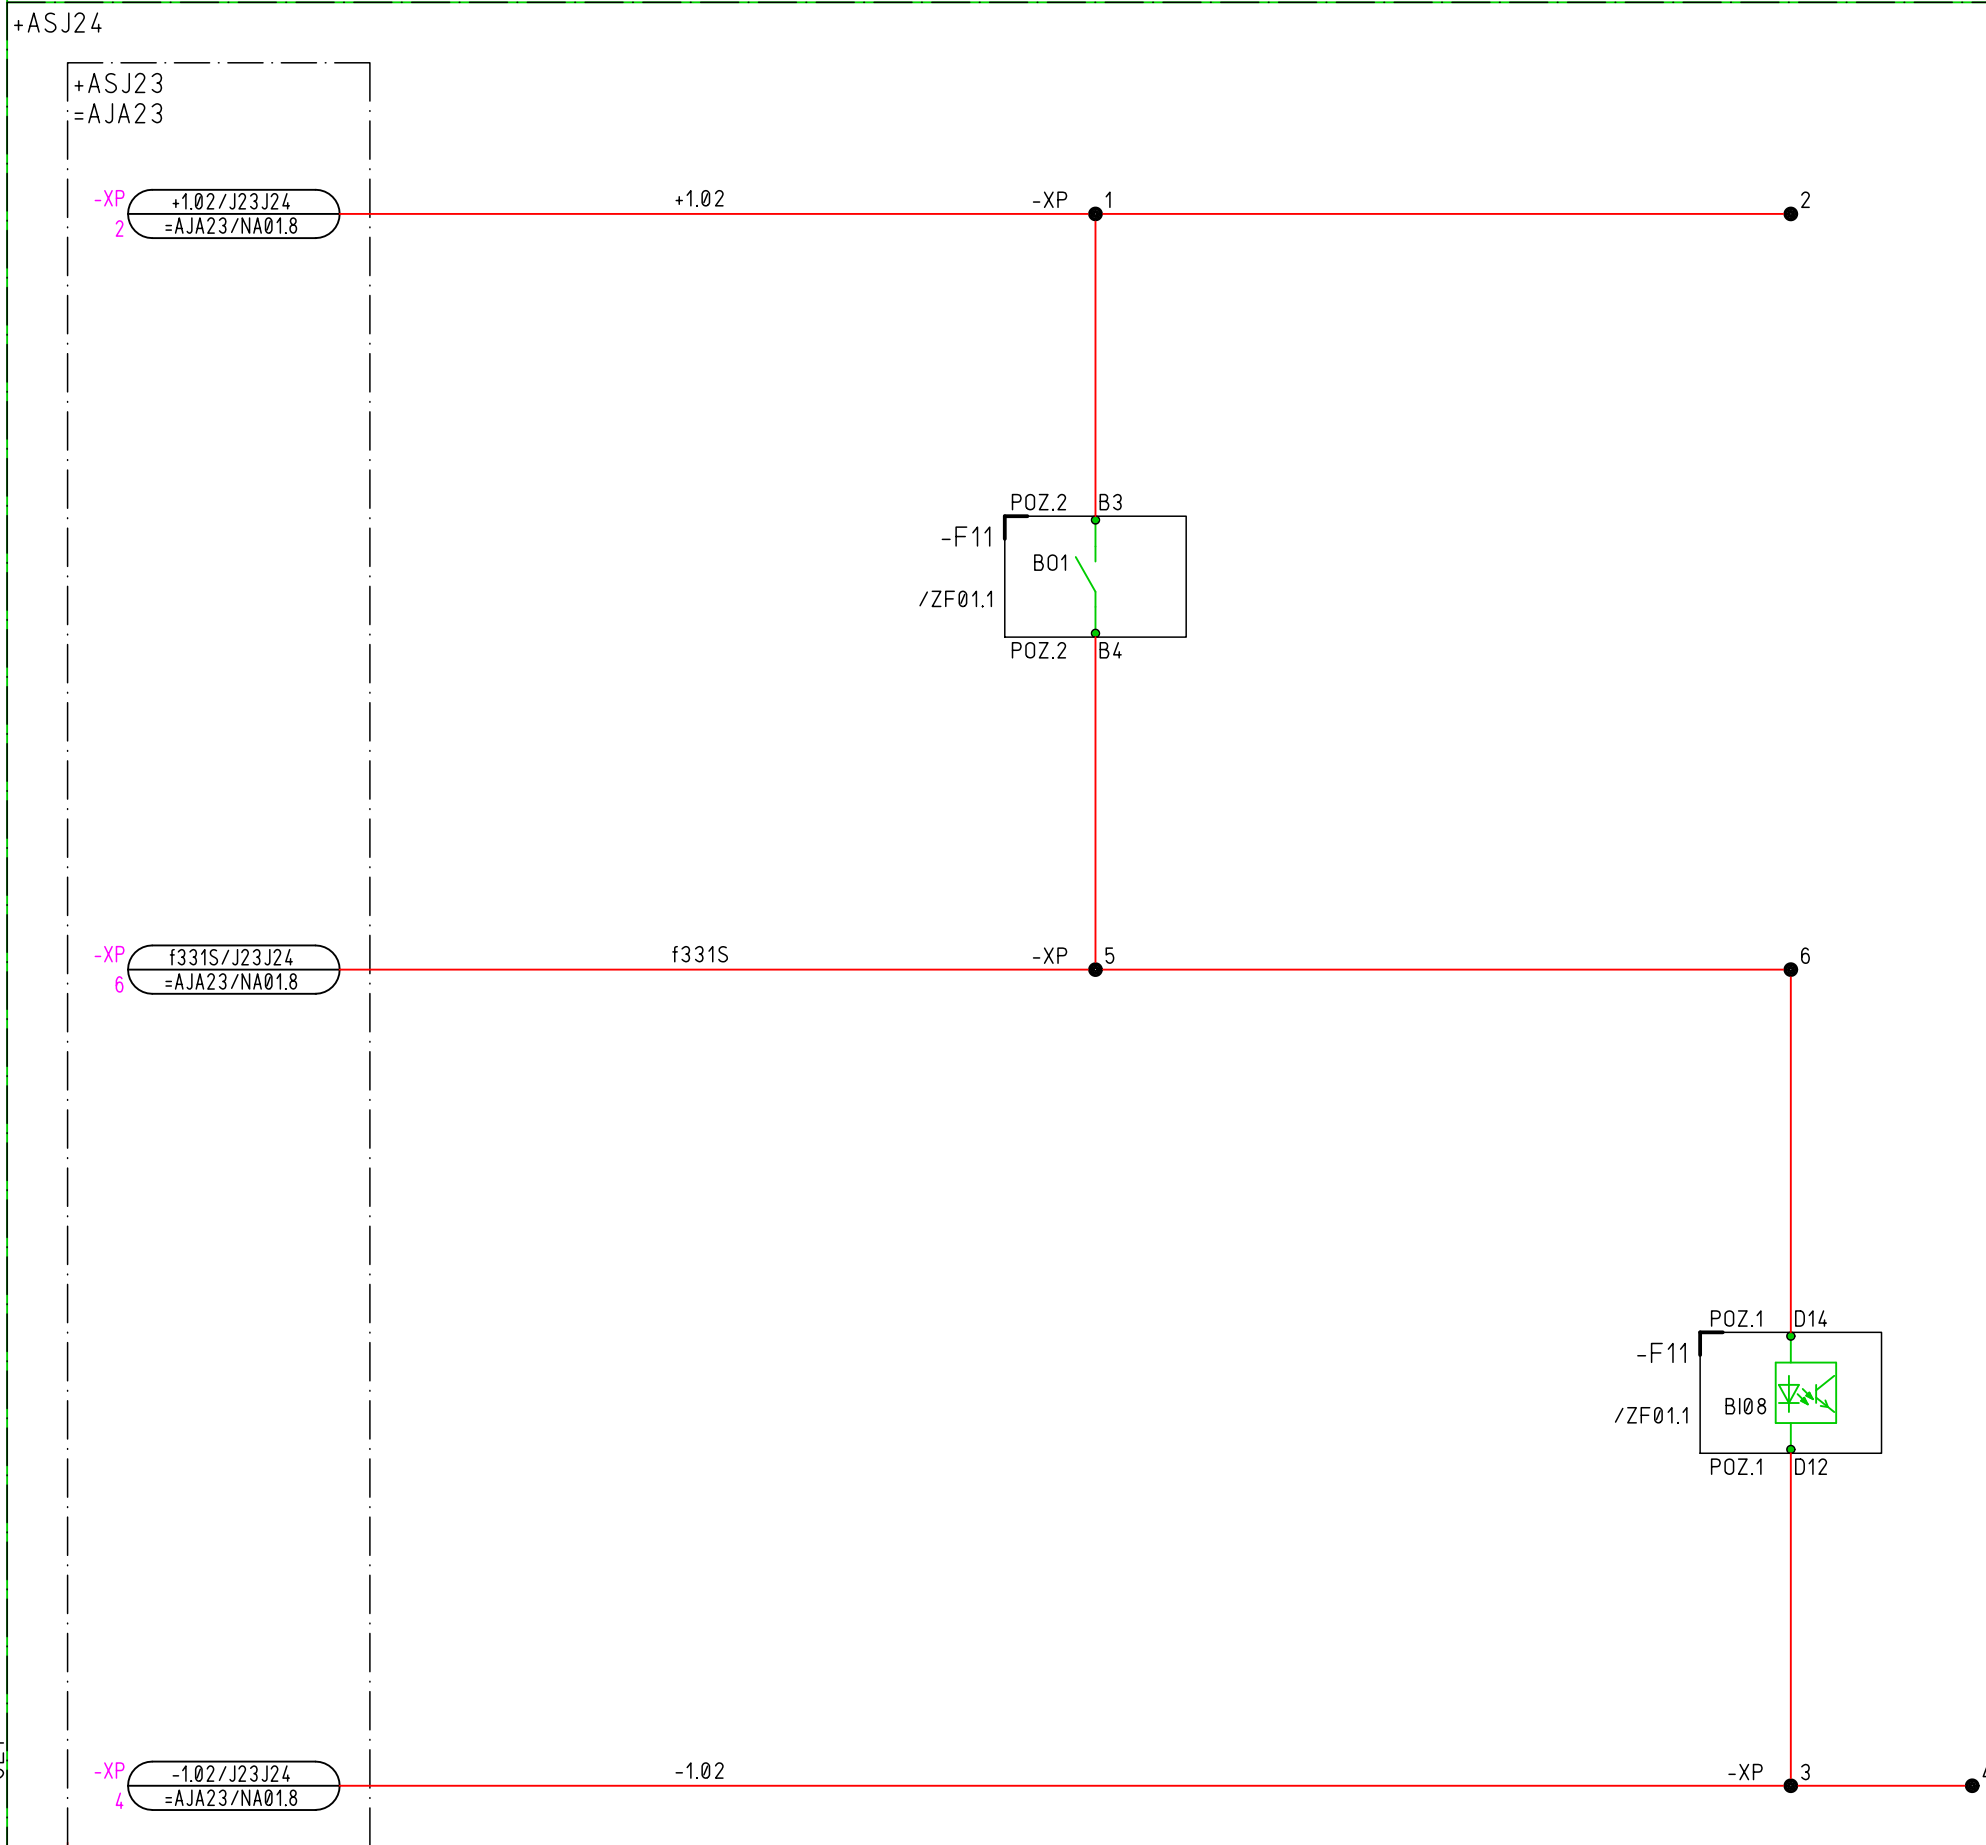 +ASJ24
+ASJ23
=AJA23
-XP
2
+1.02/J23J24
=AJA23/NA01.8
+1.02
-XP 1
2
POZ.2 B3
-F11
BO1
/ZF01.1
POZ.2 B4
-XP
6
f331S/J23J24
=AJA23/NA01.8
f331S
-XP 5
6
POZ.1 D14
-F11
BI08
/ZF01.1
POZ.1 D12
-XP
4
-1.02/J23J24
=AJA23/NA01.8
-1.02
-XP 3